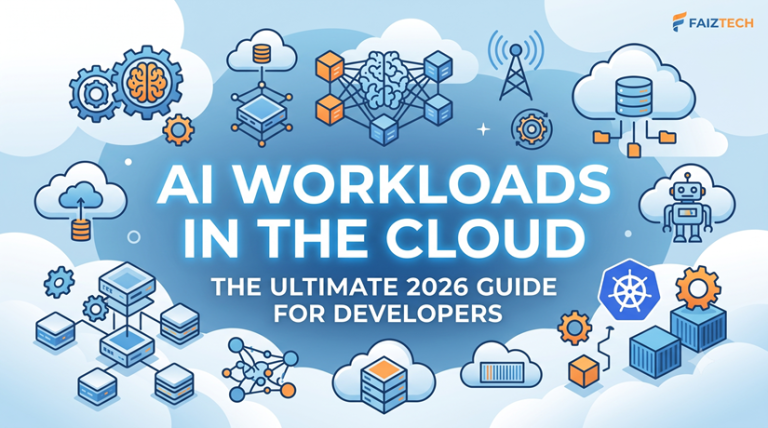 FAIZTECH
AI WORKLOADS
IN THE CLOUD
THE ULTIMATE 2026 GUIDE
FOR DEVELOPERS